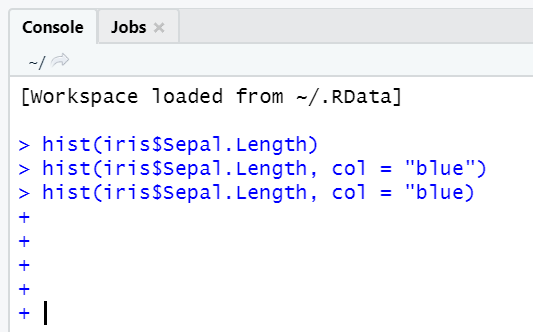 Console Jobs
~/
[Workspace loaded from ~/.RData]
> hist(iris$Sepal.Length)
> hist(iris$Sepal.Length, col = "blue")
> hist(iris$Sepal.Length, col = "blue)
+
+
+
+
+